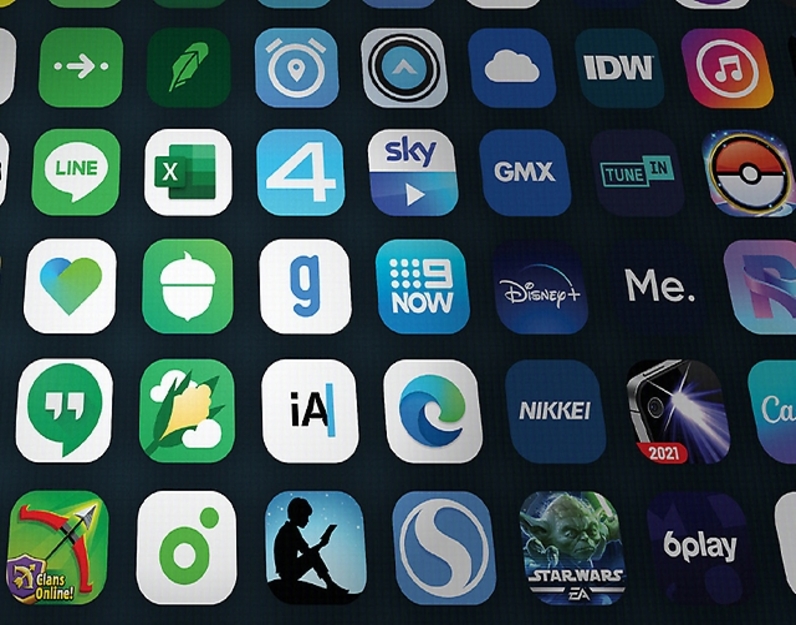 IDW
LINE
X
4
sky
GMX
TUNE IN
g
9
NOW
Disney+
Me.
R
iA
NIKKEI
2021
Ca
Clans
Online!
S
STAR WARS
EA
6play